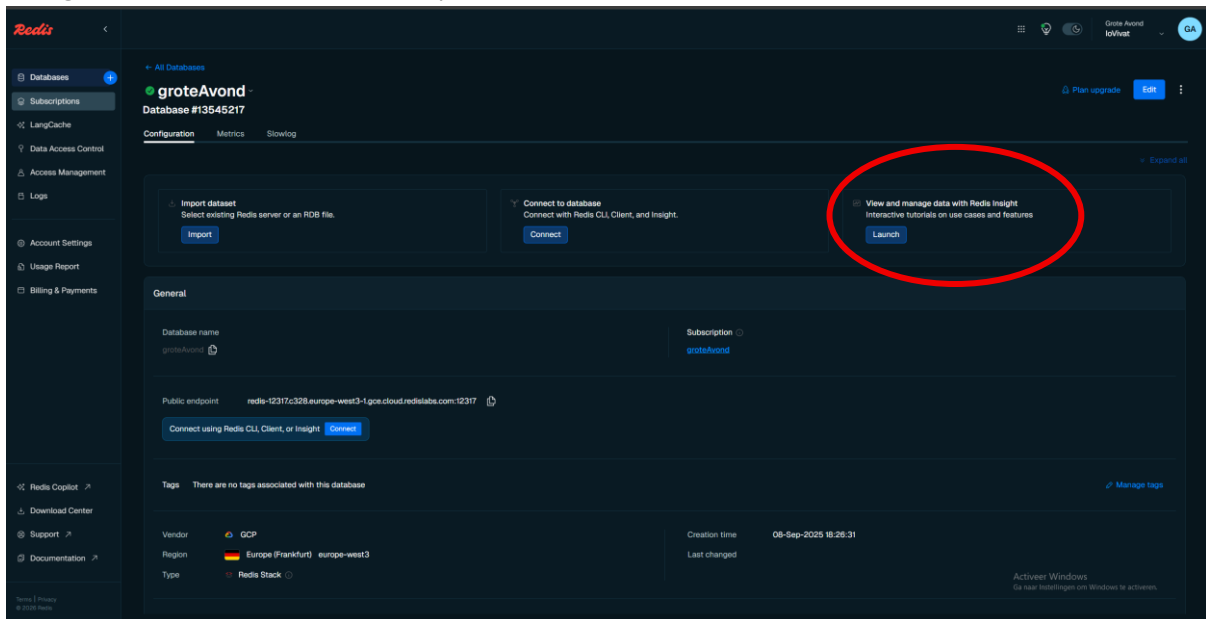 Redis
Grote Avond
IoVivat
GA
Databases
Subscriptions
LangCache
Data Access Control
Access Management
Logs
Account Settings
Usage Report
Billing & Payments
Redis Copilot
Download Center
Support
Documentation
Terms | Privacy
© 2026 Redis
All Databases
groteAvond
Plan upgrade
Edit
Database #13545217
Configuration Metrics Slowlog
Expand all
Import dataset
Select existing Redis server or an RDB file.
Import
Connect to database
Connect with Redis CLI, Client, and Insight.
Connect
View and manage data with Redis Insight
Interactive tutorials on use cases and features
Launch
General
Database name
groteAvond
Subscription
groteAvond
Public endpoint redis-12317.c328.europe-west3-1.gce.cloud.redislabs.com:12317
Connect using Redis CLI, Client, or Insight Connect
Tags There are no tags associated with this database
Manage tags
Vendor GCP
Region Europe (Frankfurt) europe-west3
Type Redis Stack
Creation time 08-Sep-2025 18:26:31
Last changed
Activeer Windows
Ga naar Instellingen om Windows te activeren.